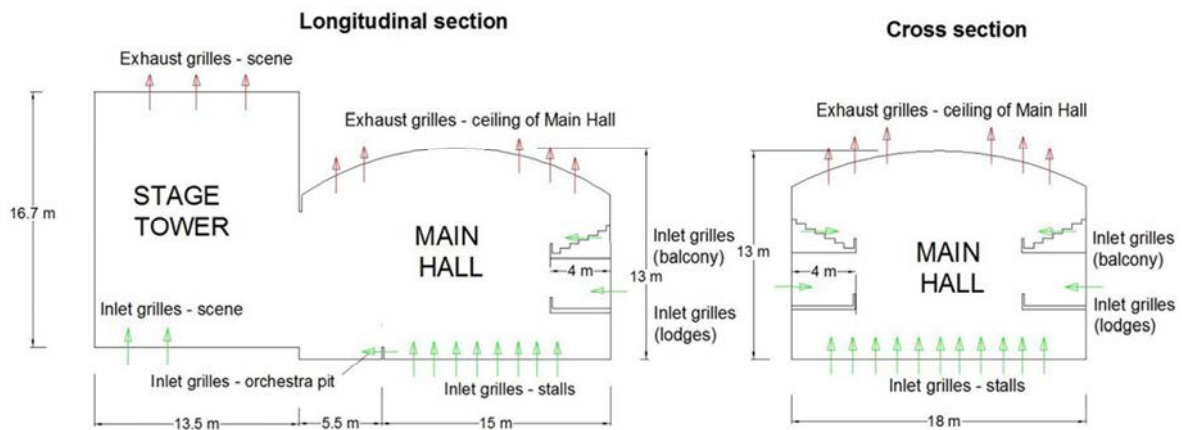 Longitudinal section
Cross section
Exhaust grilles - scene
Exhaust grilles - ceiling of Main Hall
Exhaust grilles - ceiling of Main Hall
16.7 m
STAGE
TOWER
MAIN
HALL
4 m
13 m
Inlet grilles
(balcony)
Inlet grilles
(lodges)
13 m
4 m
MAIN
HALL
Inlet grilles
(balcony)
Inlet grilles
(lodges)
Inlet grilles - scene
Inlet grilles - orchestra pit
Inlet grilles - stalls
Inlet grilles - stalls
13.5 m
5.5 m
15 m
18 m